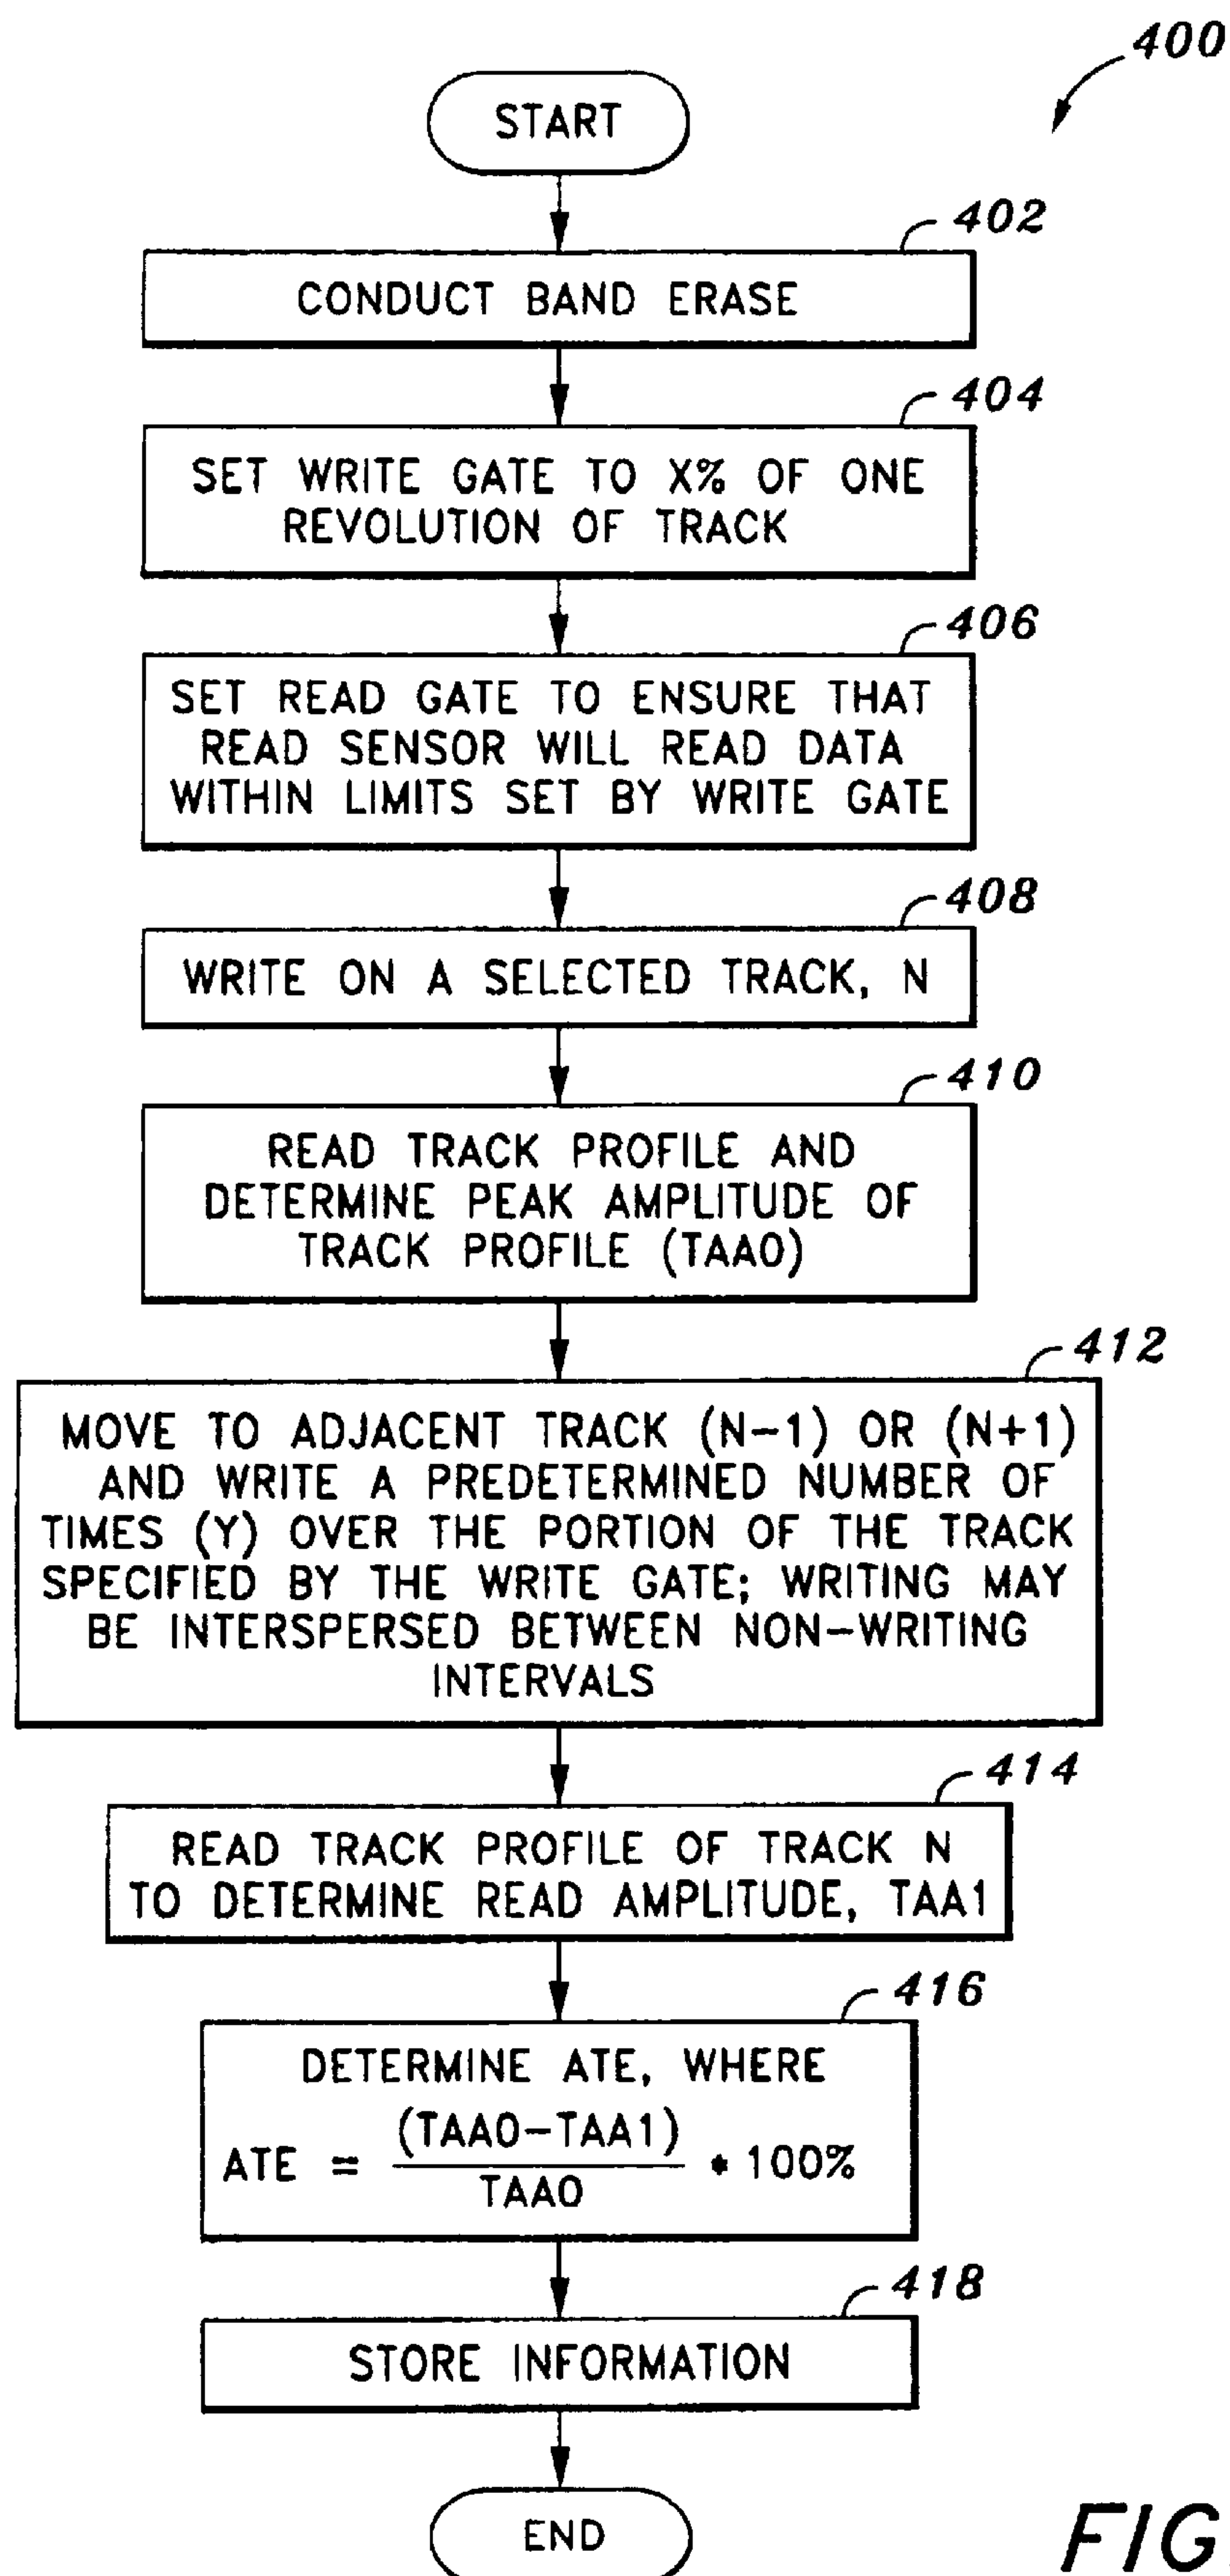 400
START
402
CONDUCT BAND ERASE
404
SET WRITE GATE TO X% OF ONE
REVOLUTION OF TRACK
406
SET READ GATE TO ENSURE THAT
READ SENSOR WILL READ DATA
WITHIN LIMITS SET BY WRITE GATE
408
WRITE ON A SELECTED TRACK, N
410
READ TRACK PROFILE AND
DETERMINE PEAK AMPLITUDE OF
TRACK PROFILE (TAA0)
412
MOVE TO ADJACENT TRACK (N-1) OR (N+1)
AND WRITE A PREDETERMINED NUMBER OF
TIMES (Y) OVER THE PORTION OF THE TRACK
SPECIFIED BY THE WRITE GATE; WRITING MAY
BE INTERSPERSED BETWEEN NON-WRITING
INTERVALS
414
READ TRACK PROFILE OF TRACK N
TO DETERMINE READ AMPLITUDE, TAA1
416
DETERMINE ATE, WHERE
(TAA0-TAA1)
ATE = * 100%
TAA0
418
STORE INFORMATION
END
FIG